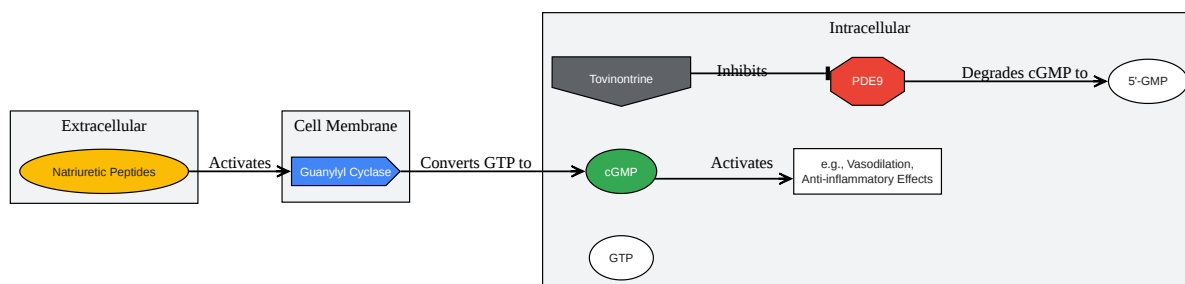 Intracellular
Tovinontrine
Inhibits
PDE9
Degrades cGMP to
5'-GMP
Extracellular
Cell Membrane
Natriuretic Peptides
Activates
Guanylyl Cyclase
Converts GTP to
cGMP
Activates
e.g., Vasodilation,
Anti-inflammatory Effects
GTP